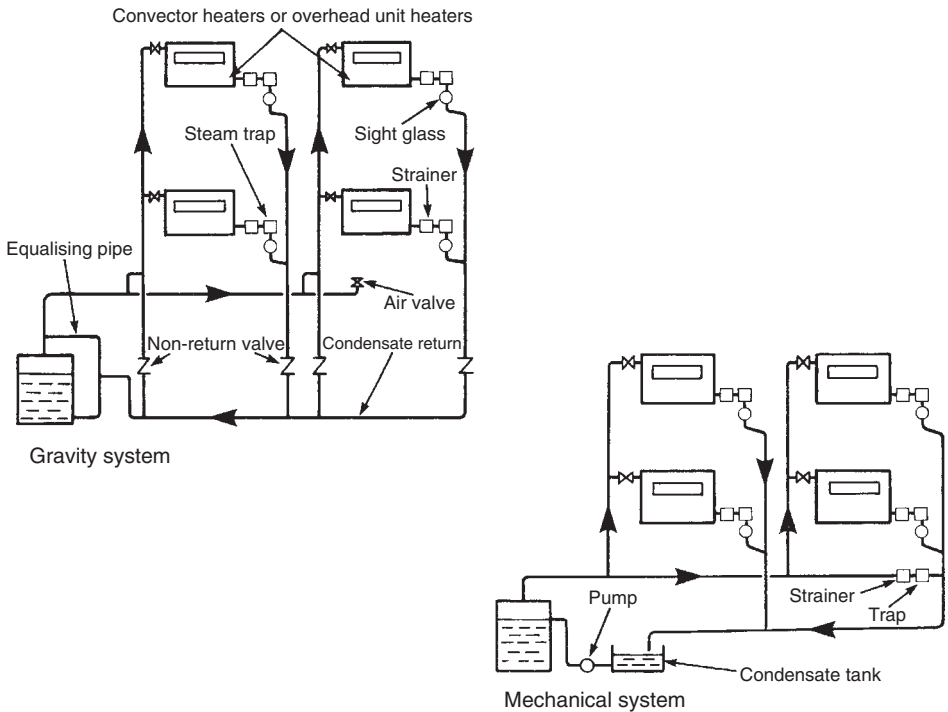 Convector heaters or overhead unit heaters
Steam trap
Sight glass
Strainer
Equalising pipe
Air valve
Non-return valve
Condensate return
Gravity system
Strainer
Trap
Pump
Condensate tank
Mechanical system